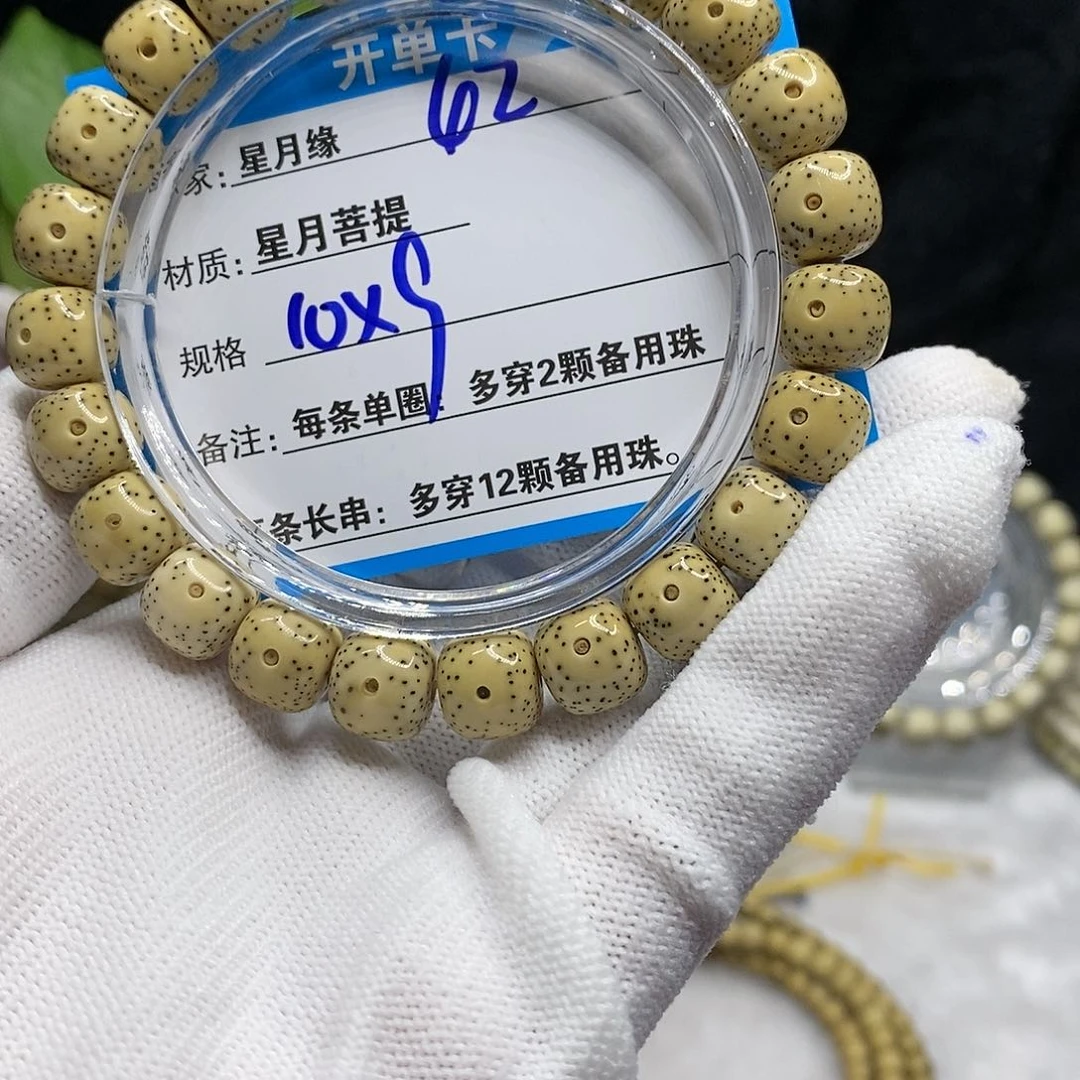 开单卡
62
家：星月缘
材质：星月菩提
规格 10X9
备注：每条单圈：多穿2颗备用珠
条长串：多穿12颗备用珠。